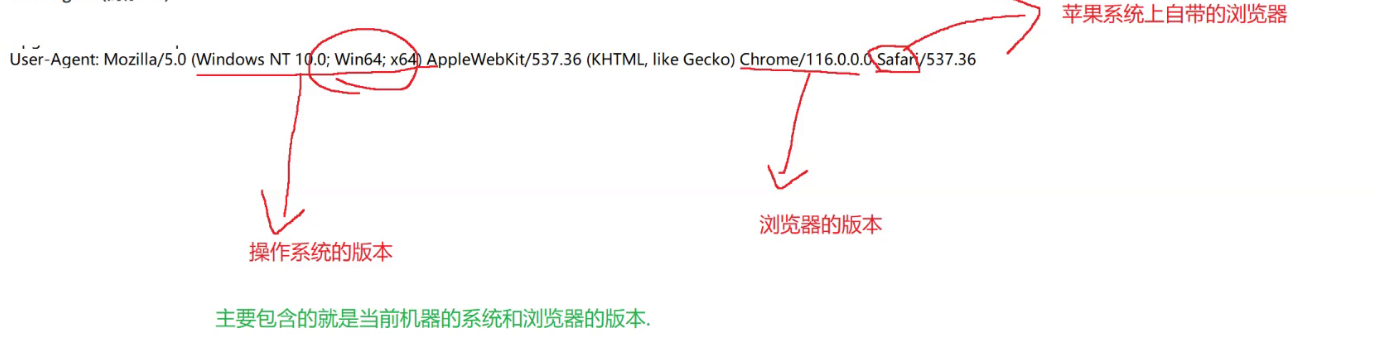 苹果系统上自带的浏览器
User-Agent: Mozilla/5.0 (Windows NT 10.0; Win64; x64) AppleWebKit/537.36 (KHTML, like Gecko) Chrome/116.0.0.0 Safari/537.36
浏览器的版本
操作系统的版本
主要包含的就是当前机器的系统和浏览器的版本.